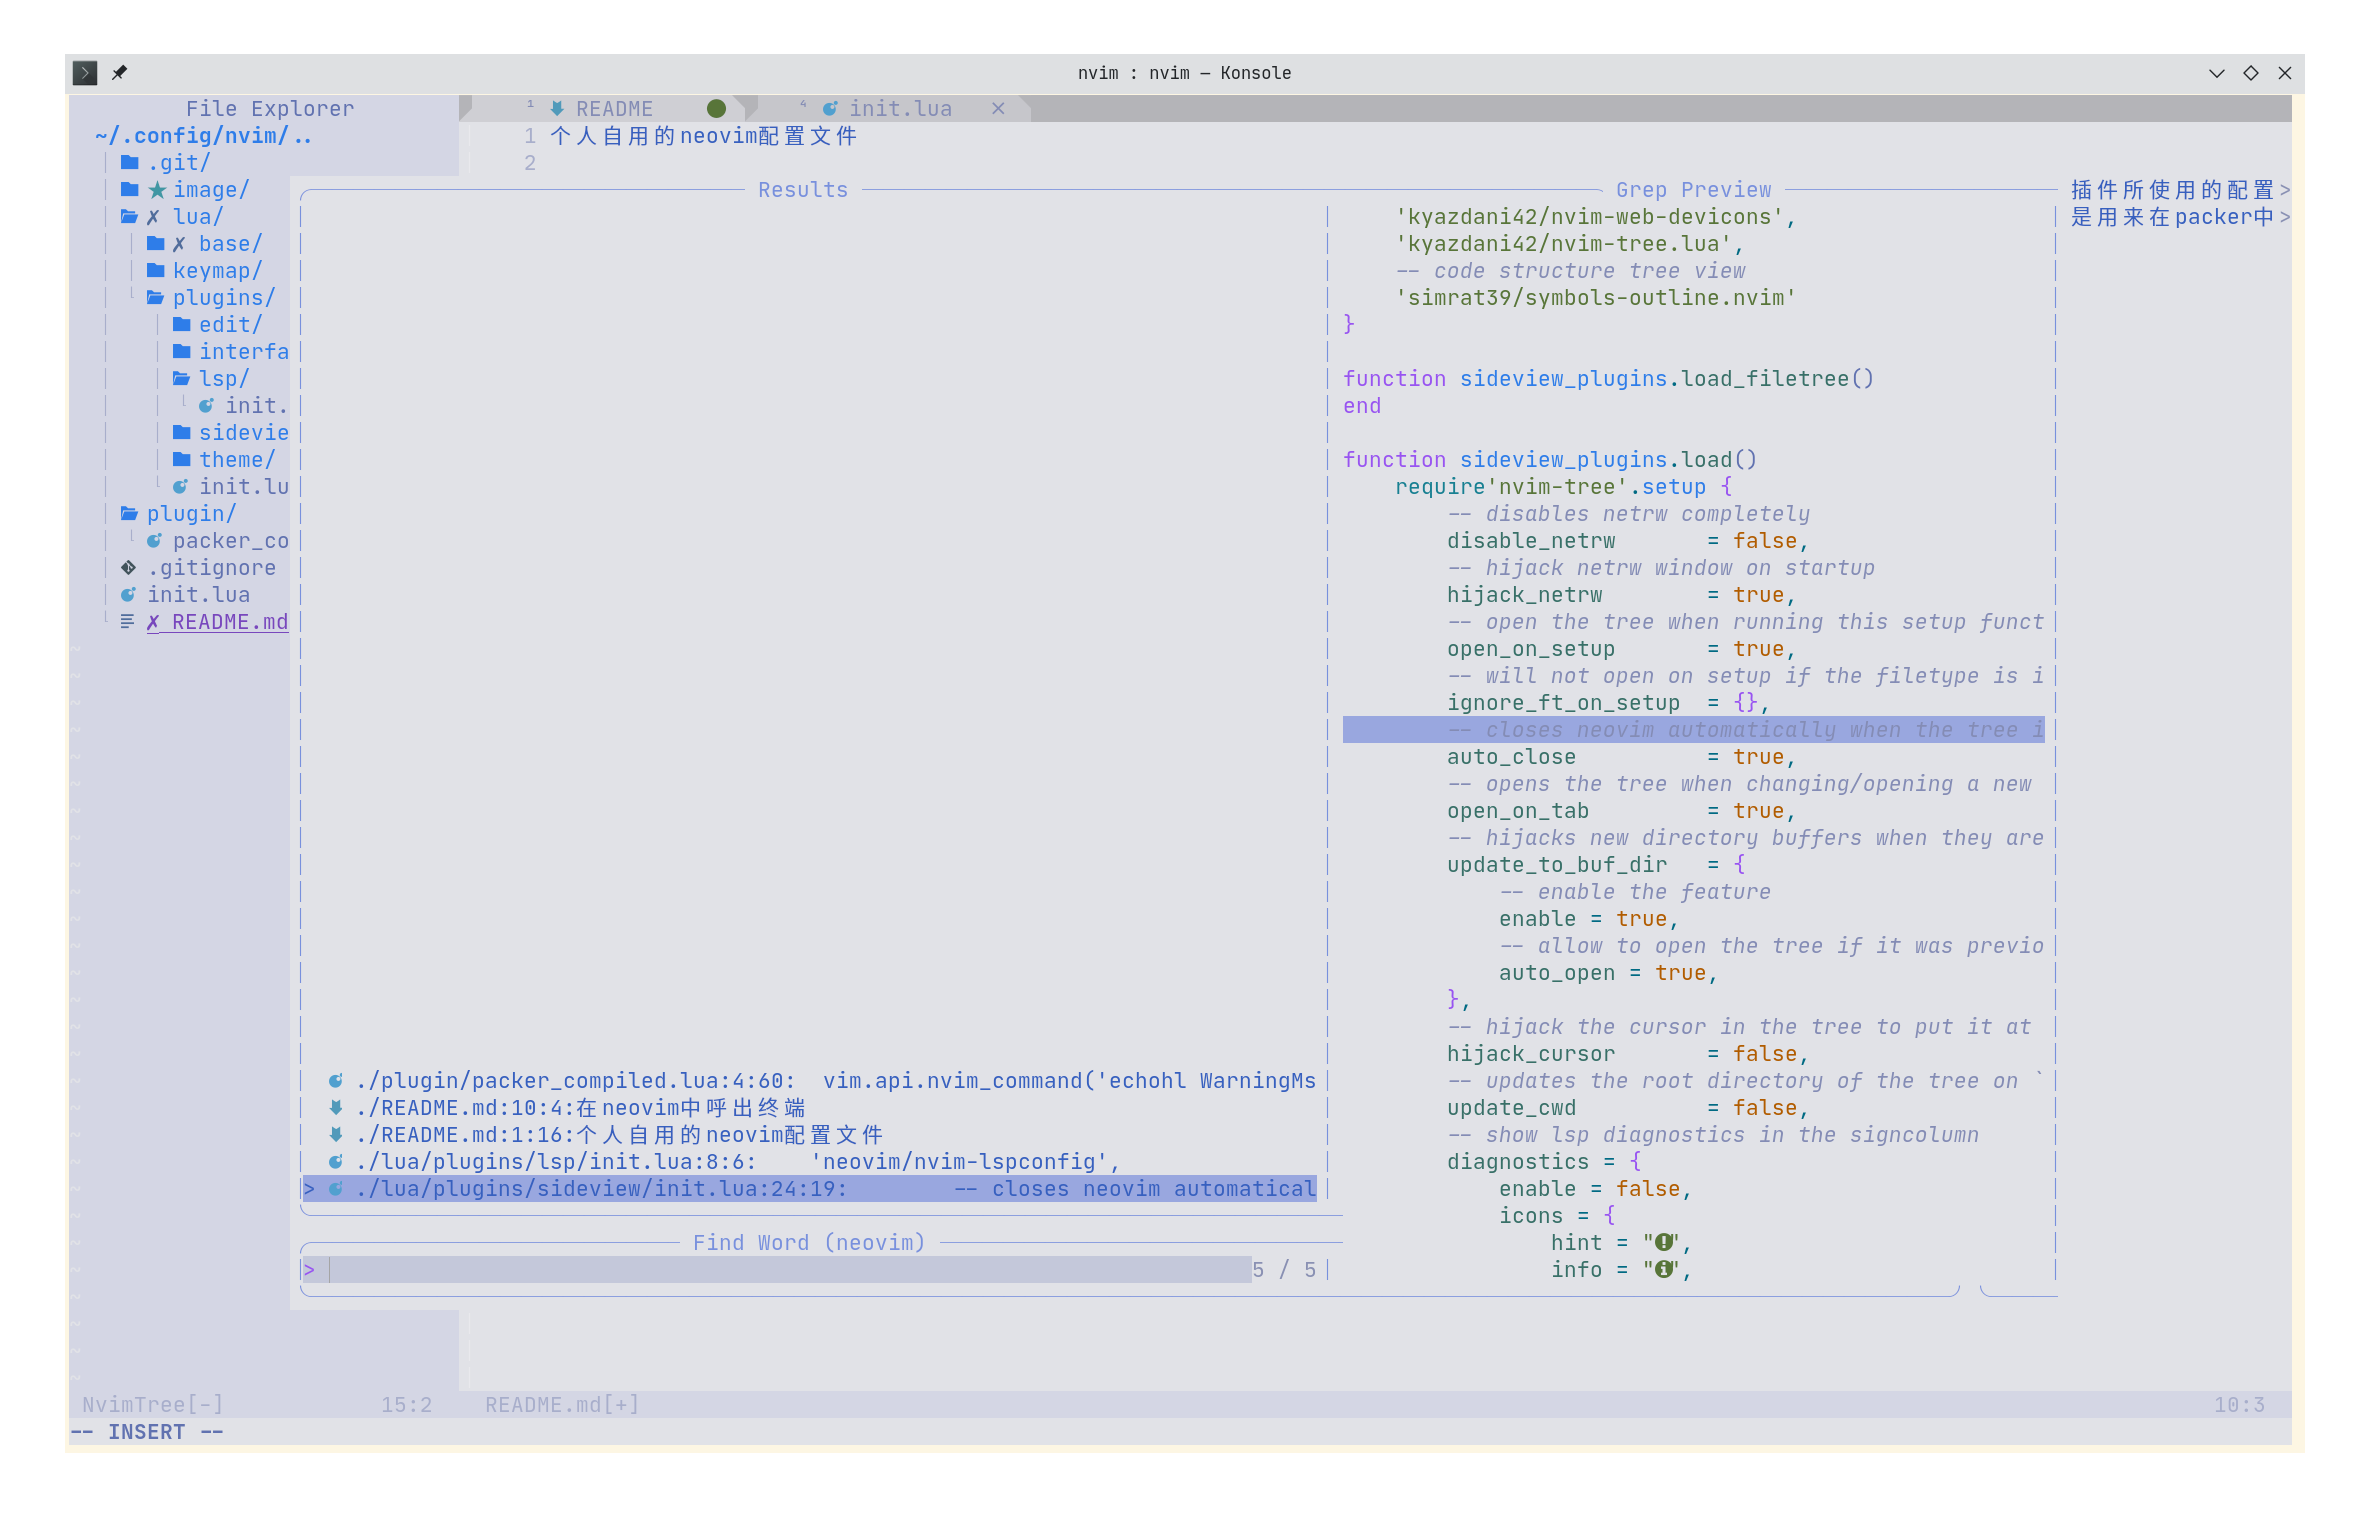 nvim : nvim — Konsole
File Explorer
~/.config/nvim/..
.git/
★ image/
✗ lua/
✗ base/
keymap/
plugins/
edit/
interfa
lsp/
init.
sidevie
theme/
init.lu
plugin/
packer_co
.gitignore
init.lua
✗ README.md
1 README
4 init.lua ×
1 个人自用的neovim配置文件
2
插件所使用的配置>
是用来在packer中>
Results
./plugin/packer_compiled.lua:4:60:  vim.api.nvim_command('echohl WarningMs
./README.md:10:4:在neovim中呼出终端
./README.md:1:16:个人自用的neovim配置文件
./lua/plugins/lsp/init.lua:8:6:    'neovim/nvim-lspconfig',
> ./lua/plugins/sideview/init.lua:24:19:        -- closes neovim automatical
Find Word (neovim)
> 5 / 5
Grep Preview
'kyazdani42/nvim-web-devicons',
'kyazdani42/nvim-tree.lua',
-- code structure tree view
'simrat39/symbols-outline.nvim'
}
function sideview_plugins.load_filetree()
end
function sideview_plugins.load()
require'nvim-tree'.setup {
-- disables netrw completely
disable_netrw       = false,
-- hijack netrw window on startup
hijack_netrw        = true,
-- open the tree when running this setup funct
open_on_setup       = true,
-- will not open on setup if the filetype is i
ignore_ft_on_setup  = {},
-- closes neovim automatically when the tree i
auto_close          = true,
-- opens the tree when changing/opening a new
open_on_tab         = true,
-- hijacks new directory buffers when they are
update_to_buf_dir   = {
-- enable the feature
enable = true,
-- allow to open the tree if it was previo
auto_open = true,
},
-- hijack the cursor in the tree to put it at
hijack_cursor       = false,
-- updates the root directory of the tree on `
update_cwd          = false,
-- show lsp diagnostics in the signcolumn
diagnostics = {
enable = false,
icons = {
hint = "",
info = "",
NvimTree[-] 15:2 README.md[+] 10:3
-- INSERT --